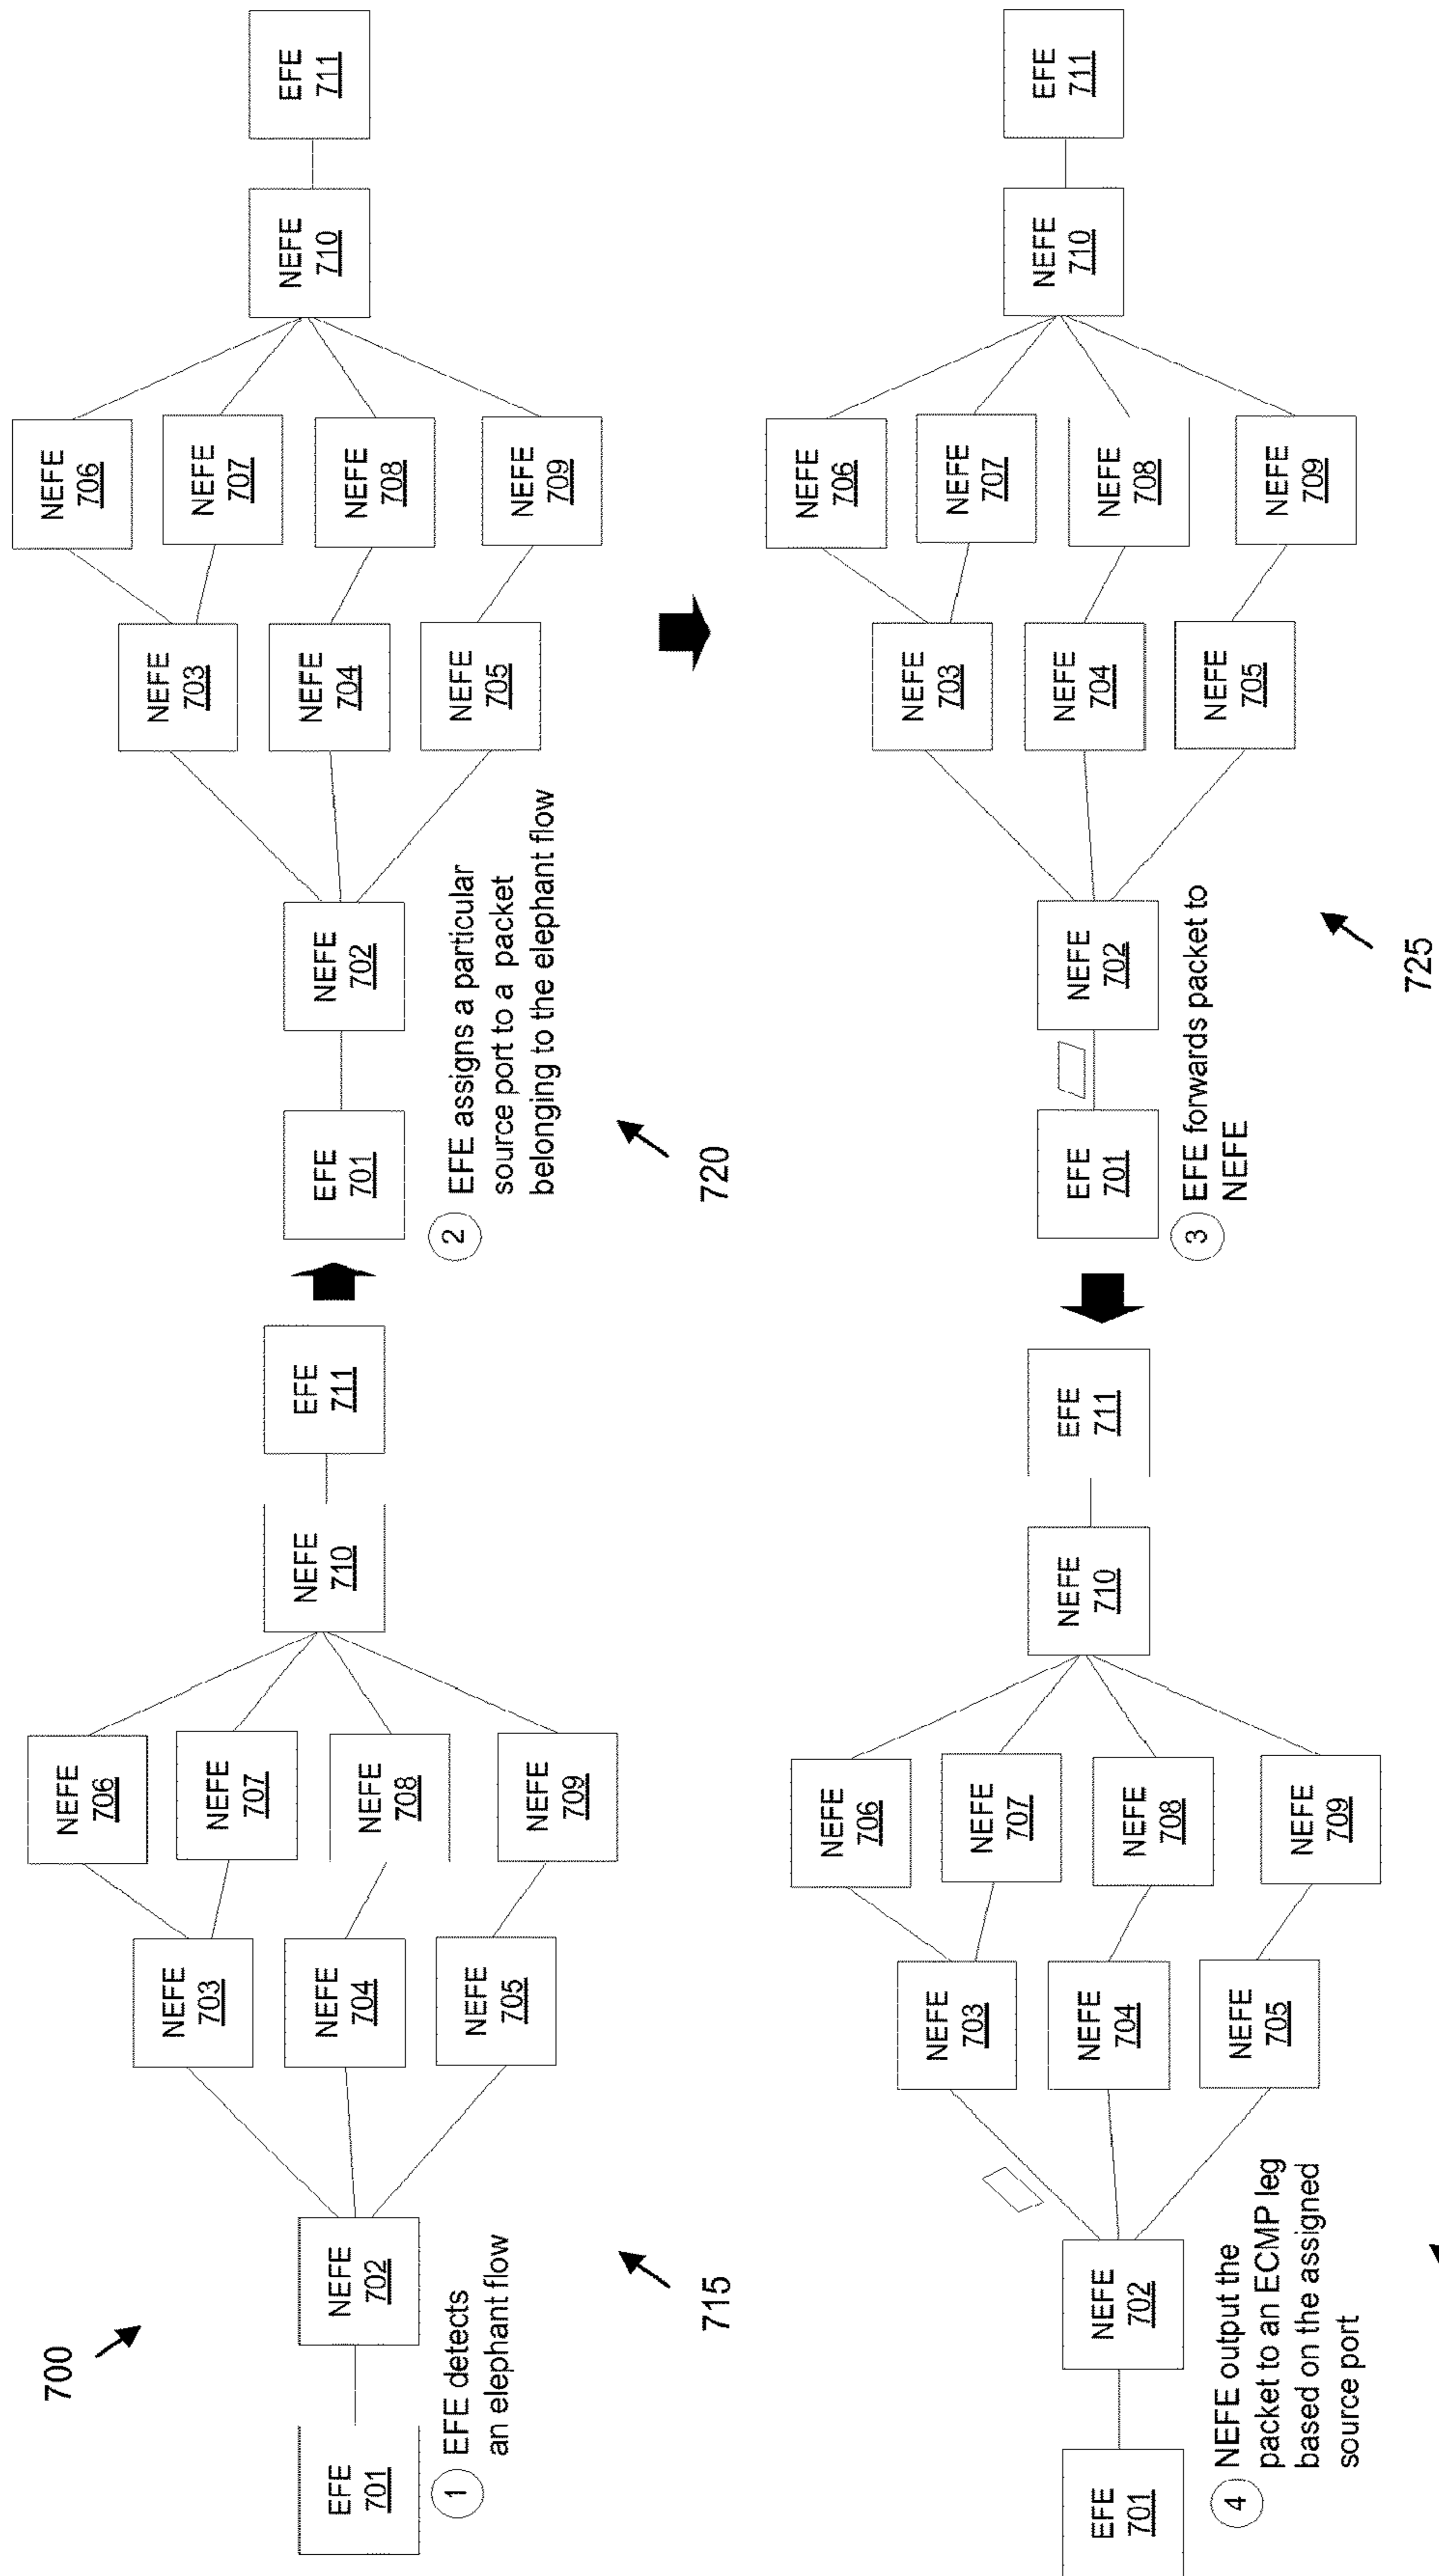 700
EFE
701
NEFE
702
NEFE
703
NEFE
704
NEFE
705
NEFE
706
NEFE
707
NEFE
708
NEFE
709
NEFE
710
EFE
711
1
EFE detects
an elephant flow
715
EFE
701
NEFE
702
NEFE
703
NEFE
704
NEFE
705
NEFE
706
NEFE
707
NEFE
708
NEFE
709
NEFE
710
EFE
711
2
EFE assigns a particular
source port to a packet
belonging to the elephant flow
720
EFE
701
NEFE
702
NEFE
703
NEFE
704
NEFE
705
NEFE
706
NEFE
707
NEFE
708
NEFE
709
NEFE
710
EFE
711
3
EFE forwards packet to
NEFE
725
EFE
701
NEFE
702
NEFE
703
NEFE
704
NEFE
705
NEFE
706
NEFE
707
NEFE
708
NEFE
709
NEFE
710
EFE
711
4
NEFE output the
packet to an ECMP leg
based on the assigned
source port